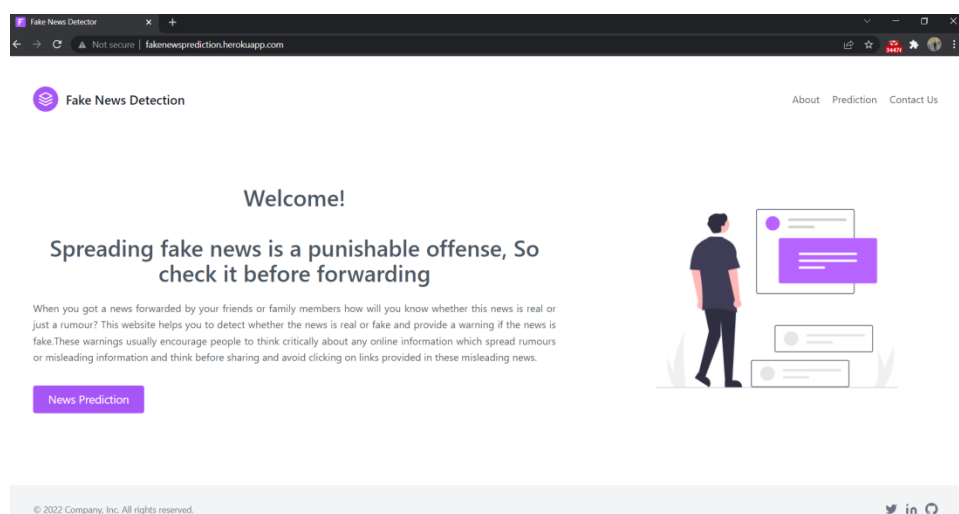 Fake News Detector
Not secure | fakenewsprediction.herokuapp.com
Fake News Detection
About Prediction Contact Us
Welcome!
Spreading fake news is a punishable offense, So
check it before forwarding
When you got a news forwarded by your friends or family members how will you know whether this news is real or
just a rumour? This website helps you to detect whether the news is real or fake and provide a warning if the news is
fake.These warnings usually encourage people to think critically about any online information which spread rumours
or misleading information and think before sharing and avoid clicking on links provided in these misleading news.
News Prediction
© 2022 Company, Inc. All rights reserved.
in